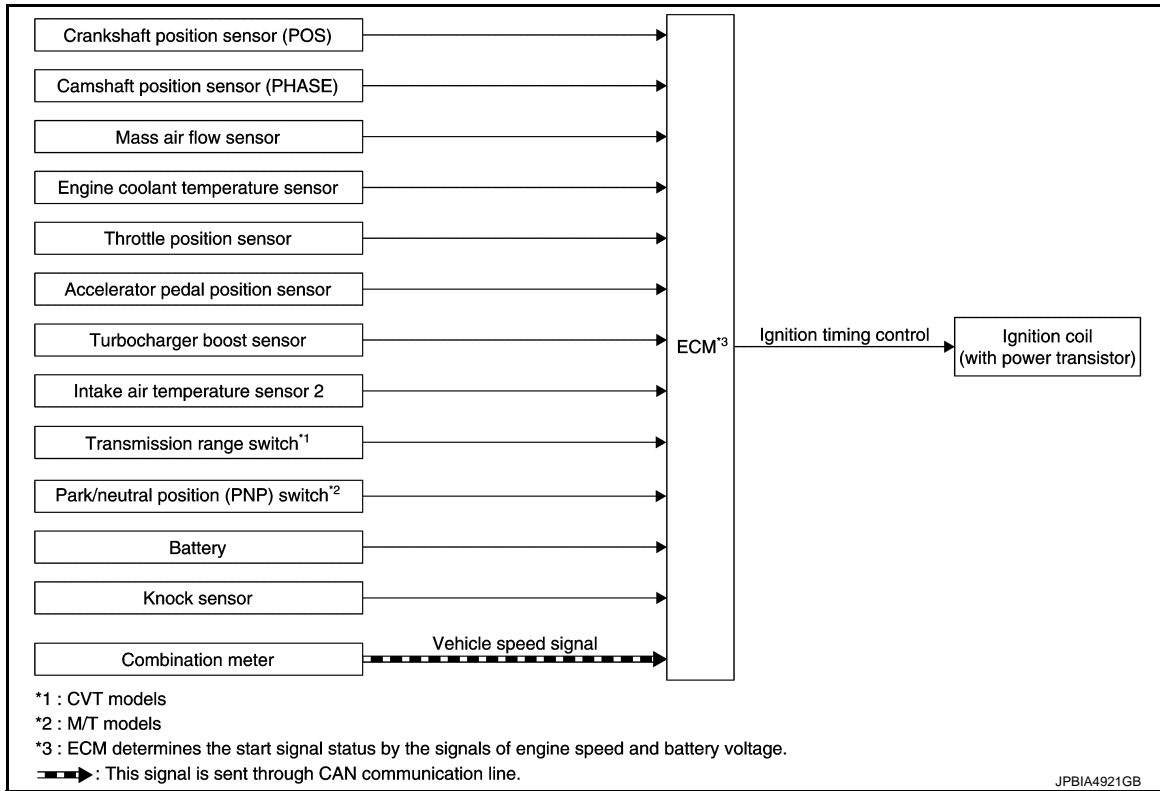 Crankshaft position sensor (POS)
Camshaft position sensor (PHASE)
Mass air flow sensor
Engine coolant temperature sensor
Throttle position sensor
Accelerator pedal position sensor
Turbocharger boost sensor
Intake air temperature sensor 2
Transmission range switch*1
Park/neutral position (PNP) switch*2
Battery
Knock sensor
Combination meter
Vehicle speed signal
ECM*3
Ignition timing control
Ignition coil
(with power transistor)
*1 : CVT models
*2 : M/T models
*3 : ECM determines the start signal status by the signals of engine speed and battery voltage.
: This signal is sent through CAN communication line.
JPBIA4921GB